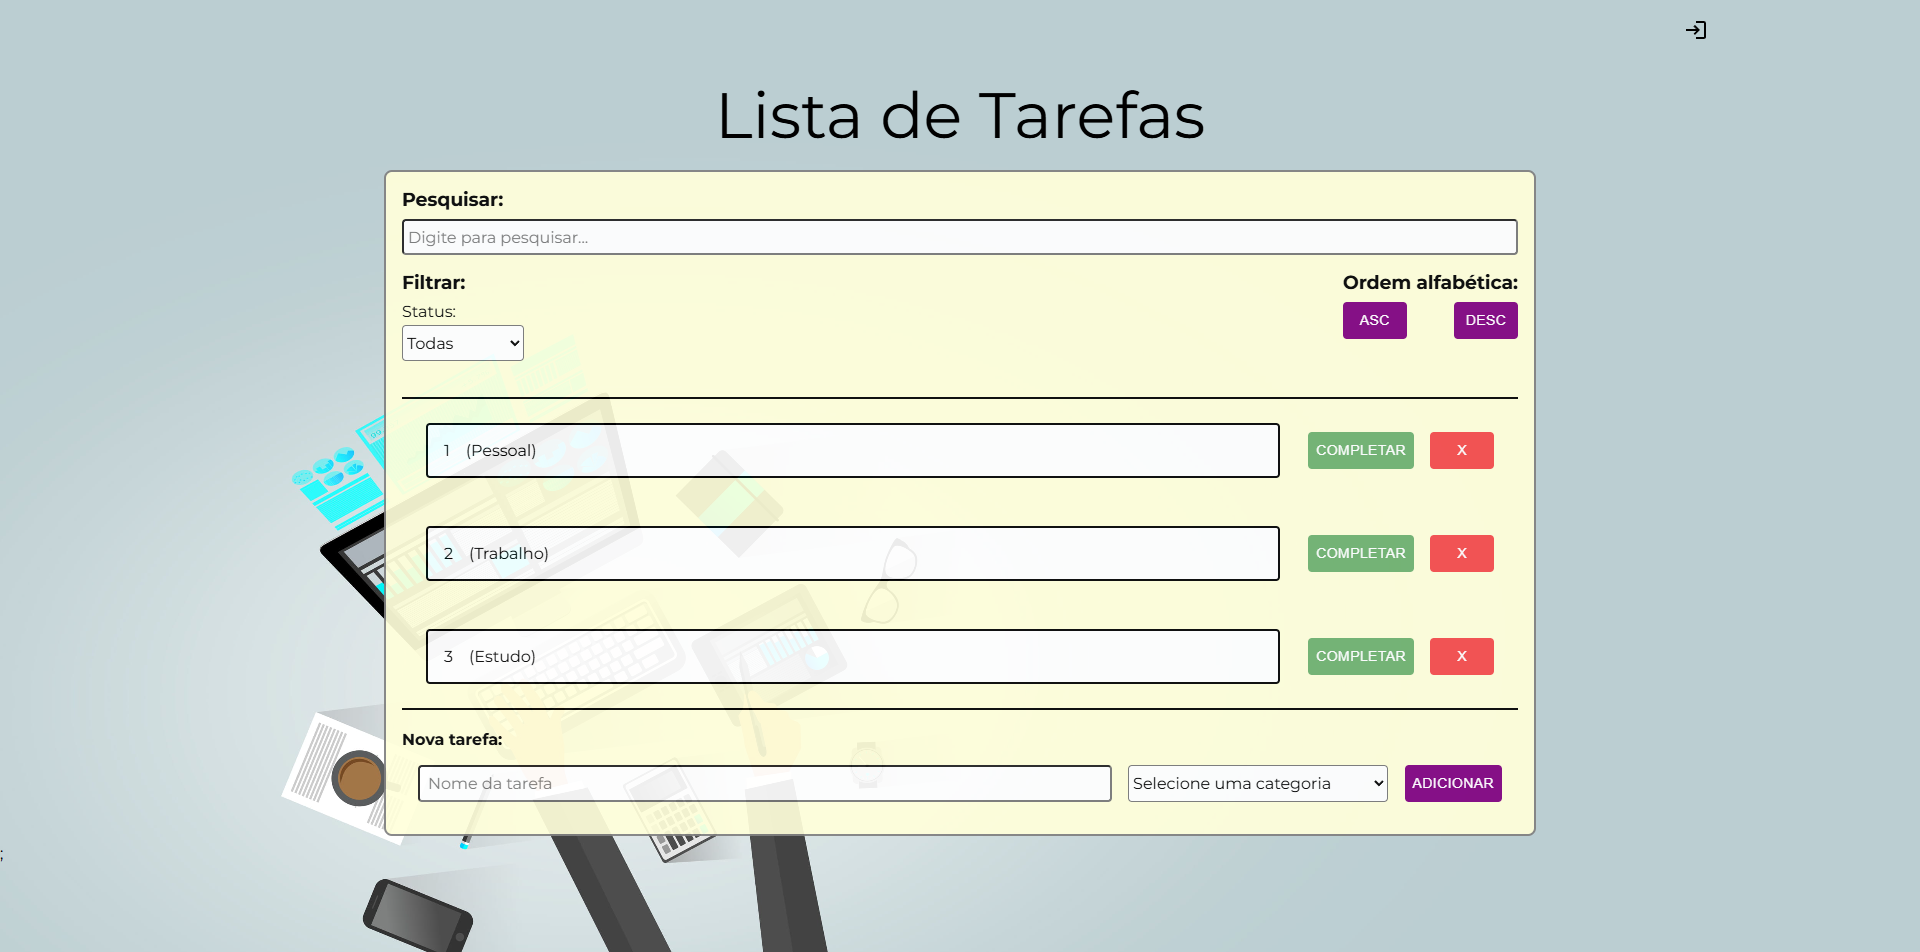 Lista de Tarefas
Pesquisar:
Digite para pesquisar...
Filtrar:
Ordem alfabética:
Status:
Todas
ASC
DESC
1 (Pessoal)
COMPLETAR
X
2 (Trabalho)
COMPLETAR
X
3 (Estudo)
COMPLETAR
X
Nova tarefa:
Nome da tarefa
Selecione uma categoria
ADICIONAR
;